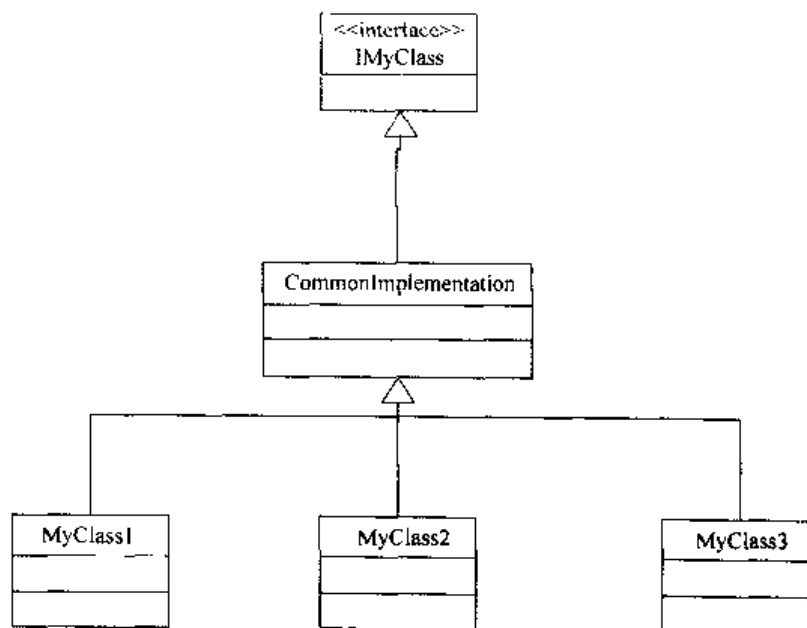 <<interface>>
IMyClass
CommonImplementation
MyClass1
MyClass2
MyClass3